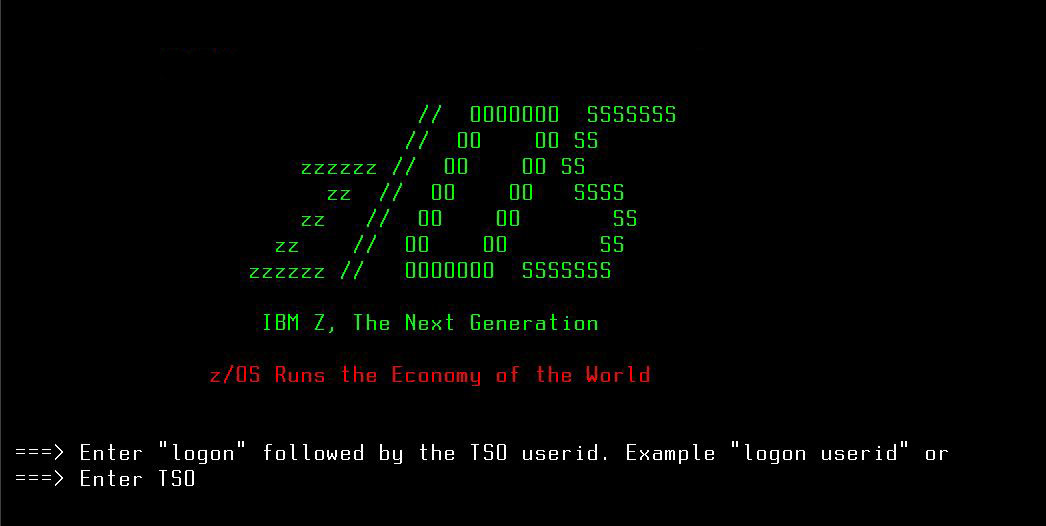 //  OOOOOOO  SSSSSSS
               //  OO    OO SS
       zzzzzz //  OO    OO SS
         zz  //  OO    OO   SSSS
       zz   //  OO    OO       SS
     zz    //  OO    OO       SS
   zzzzzz //   OOOOOOO  SSSSSSS
IBM Z, The Next Generation
z/OS Runs the Economy of the World
===> Enter "logon" followed by the TSO userid. Example "logon userid" or
===> Enter TSO